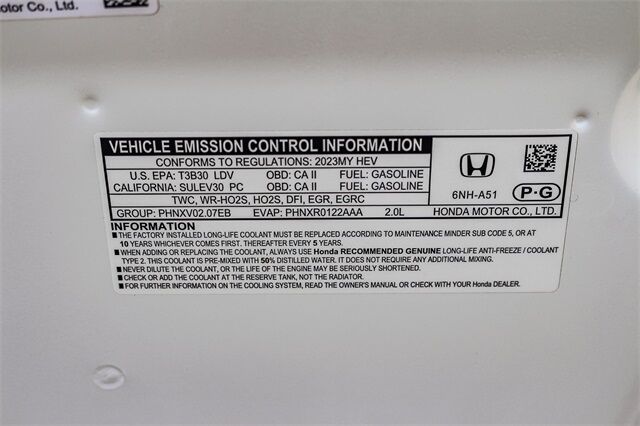 otor Co., Ltd.
VEHICLE EMISSION CONTROL INFORMATION
CONFORMS TO REGULATIONS: 2023MY HEV
U.S. EPA: T3B30 LDV OBD: CA II FUEL: GASOLINE
CALIFORNIA: SULEV30 PC OBD: CA II FUEL: GASOLINE
TWC, WR-HO2S, HO2S, DFI, EGR, EGRC
6NH-A51 P-G
GROUP: PHNXV02.07EB EVAP: PHNXR0122AAA 2.0L HONDA MOTOR CO., LTD.
INFORMATION
■ THE FACTORY INSTALLED LONG-LIFE COOLANT MUST BE REPLACED ACCORDING TO MAINTENANCE MINDER SUB CODE 5, OR AT
10 YEARS WHICHEVER COMES FIRST. THEREAFTER EVERY 5 YEARS.
■ WHEN ADDING OR REPLACING THE COOLANT, ALWAYS USE Honda RECOMMENDED GENUINE LONG-LIFE ANTI-FREEZE / COOLANT
TYPE 2. THIS COOLANT IS PRE-MIXED WITH 50% DISTILLED WATER. IT DOES NOT REQUIRE ANY ADDITIONAL MIXING.
■ NEVER DILUTE THE COOLANT, OR THE LIFE OF THE ENGINE MAY BE SERIOUSLY SHORTENED.
■ CHECK OR ADD THE COOLANT AT THE RESERVE TANK, NOT THE RADIATOR.
■ FOR FURTHER INFORMATION ON THE COOLING SYSTEM, READ THE OWNER'S MANUAL OR CHECK WITH YOUR Honda DEALER.